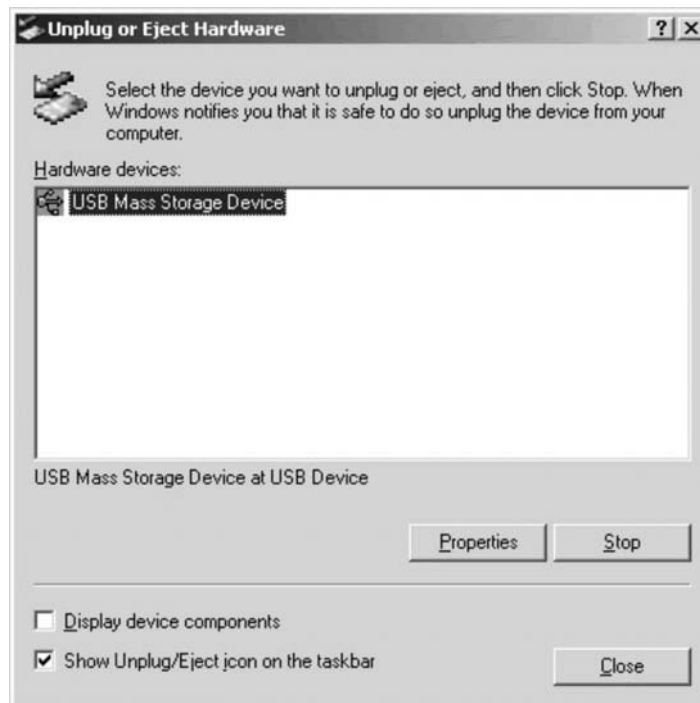 Unplug or Eject Hardware
Select the device you want to unplug or eject, and then click Stop. When
Windows notifies you that it is safe to do so unplug the device from your
computer.
Hardware devices:
USB Mass Storage Device
USB Mass Storage Device at USB Device
Properties
Stop
Display device components
Show Unplug/Eject icon on the taskbar
Close